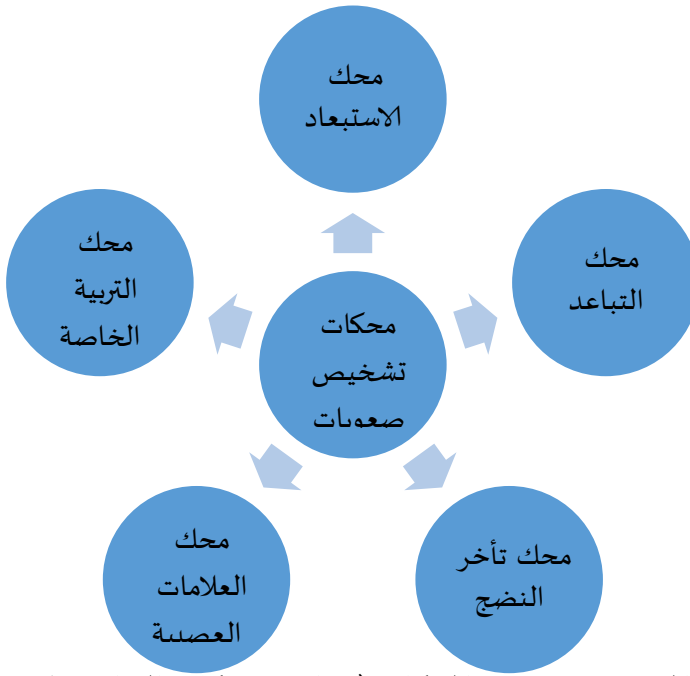 محك
الاستبعاد
محك
التباعد
محك
التربية
الخاصة
محكات
تشخيص
صعوبات
محك تأخر
النضج
محك
العلامات
العصبية